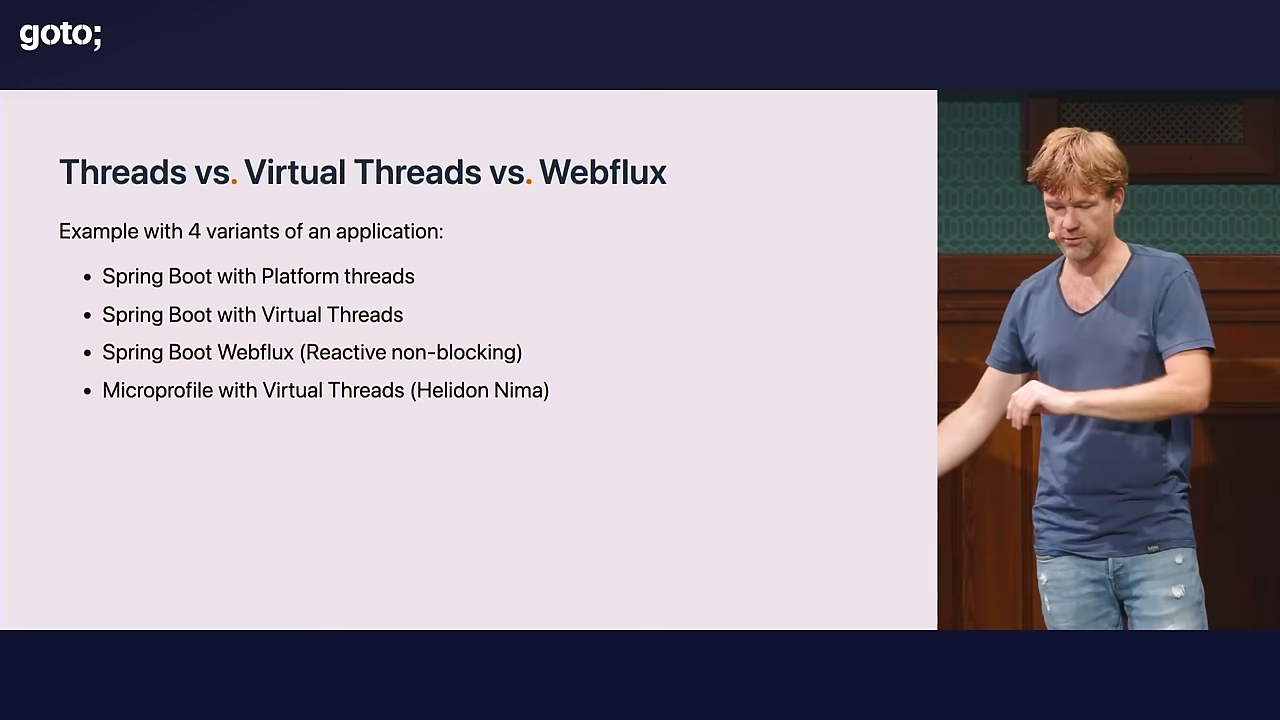 goto;
Threads vs. Virtual Threads vs. Webflux
Example with 4 variants of an application:
• Spring Boot with Platform threads
• Spring Boot with Virtual Threads
• Spring Boot Webflux (Reactive non-blocking)
• Microprofile with Virtual Threads (Helidon Nima)